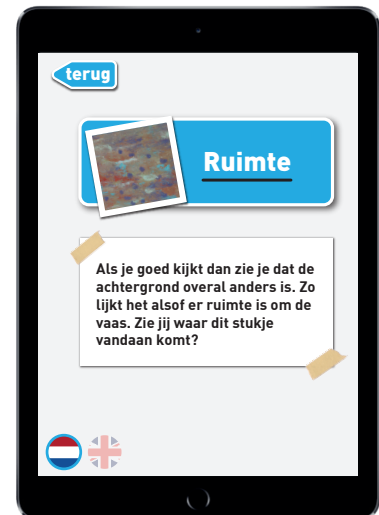 terug
Ruimte
Als je goed kijkt dan zie je dat de
achtergrond overal anders is. Zo
lijkt het alsof er ruimte is om de
vaas. Zie jij waar dit stukje
vandaan komt?